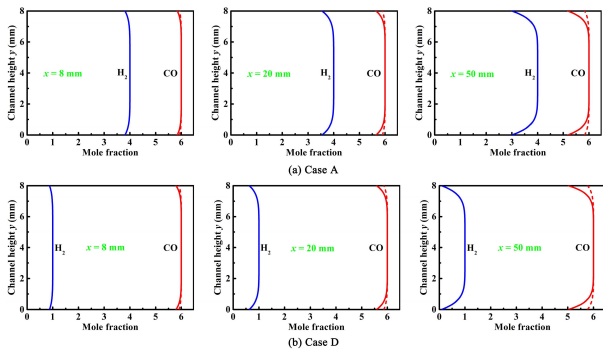 Channel height y (mm)
8
6
4
2
0
x = 8 mm
H2
CO
0 1 2 3 4 5 6
Mole fraction
Channel height y (mm)
8
6
4
2
0
x = 20 mm
H2
CO
0 1 2 3 4 5 6
Mole fraction
Channel height y (mm)
8
6
4
2
0
x = 50 mm
H2
CO
0 1 2 3 4 5 6
Mole fraction
(a) Case A
Channel height y (mm)
8
6
4
2
0
H2
x = 8 mm
CO
0 1 2 3 4 5 6
Mole fraction
Channel height y (mm)
8
6
4
2
0
H2
x = 20 mm
CO
0 1 2 3 4 5 6
Mole fraction
Channel height y (mm)
8
6
4
2
0
H2
x = 50 mm
CO
0 1 2 3 4 5 6
Mole fraction
(b) Case D